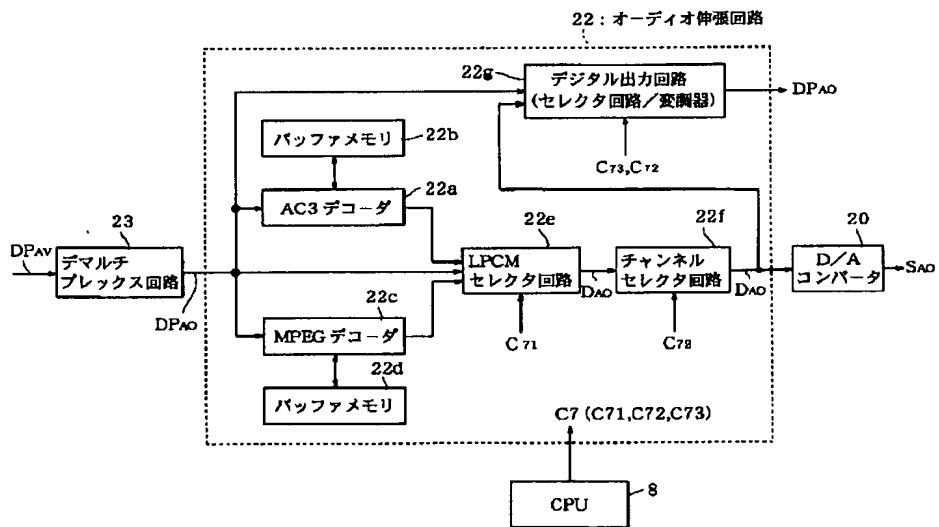 22：オーディオ伸張回路
22g
デジタル出力回路
(セレクタ回路／変調器)
DPAO
バッファメモリ
22b
C73,C72
22a
AC3 デコーダ
23
22e
22f
20
DPAV
デマルチ
プレックス回路
LPCM
セレクタ回路
チャンネル
セレクタ回路
D/A
コンバータ
SAO
DPAO
DAO
DAO
22c
MPEG デコーダ
C71
C72
22d
バッファメモリ
C7 (C71,C72,C73)
CPU
8